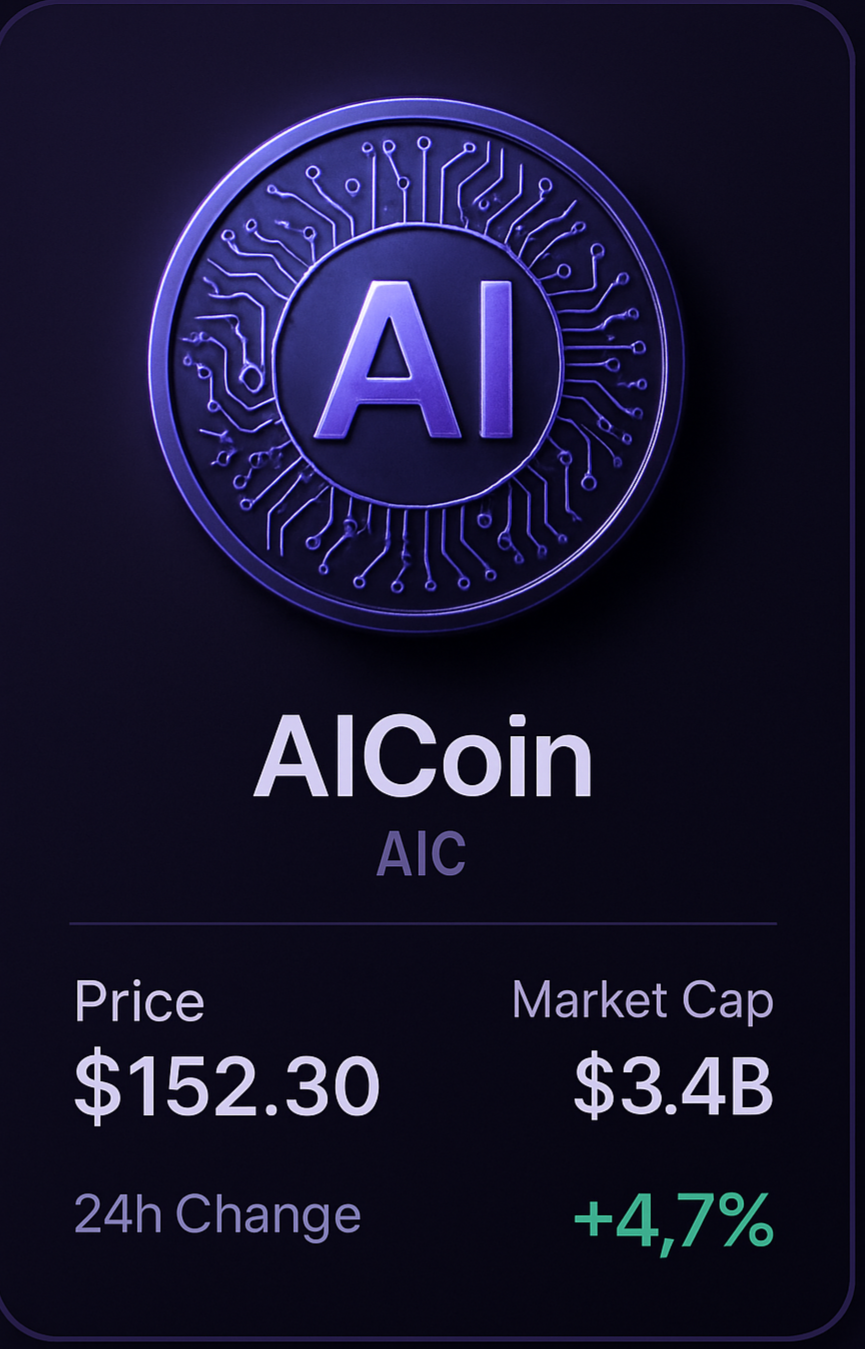 AI
AICoin
AIC
Price
Market Cap
$152.30
$3.4B
24h Change
+4,7%